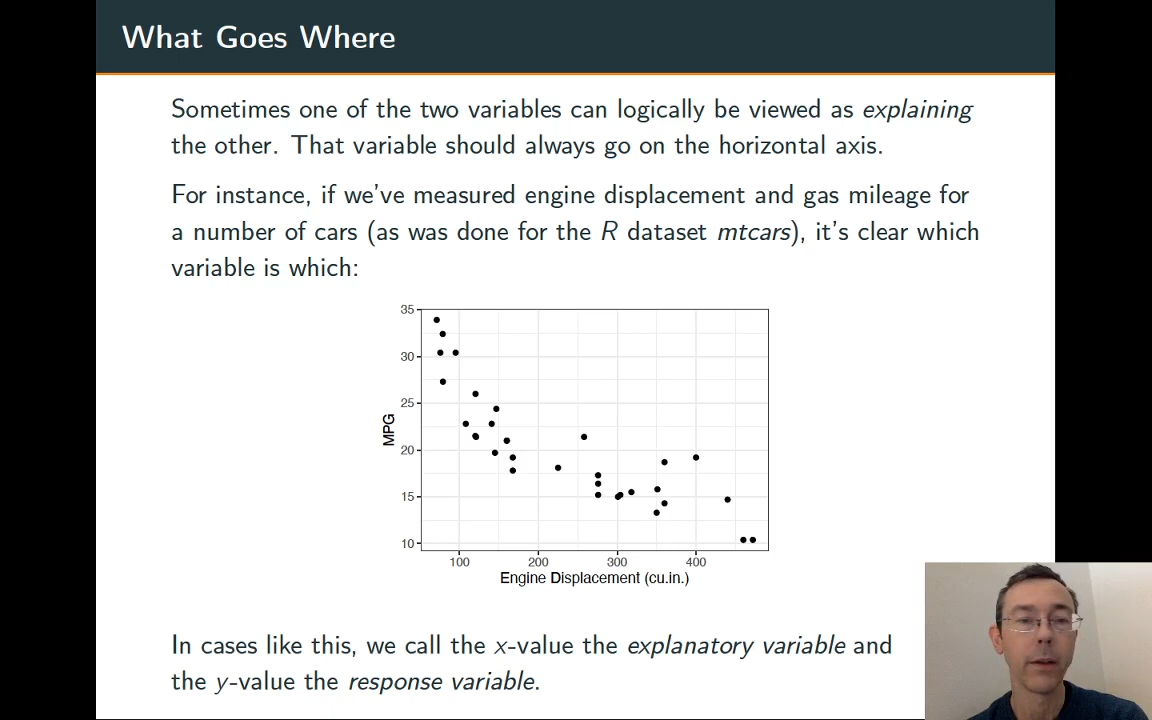 What Goes Where
Sometimes one of the two variables can logically be viewed as explaining
the other. That variable should always go on the horizontal axis.
For instance, if we've measured engine displacement and gas mileage for
a number of cars (as was done for the R dataset mtcars), it's clear which
variable is which:
35
30
25
20
15
10
MPG
100 200 300 400
Engine Displacement (cu.in.)
In cases like this, we call the x-value the explanatory variable and
the y-value the response variable.